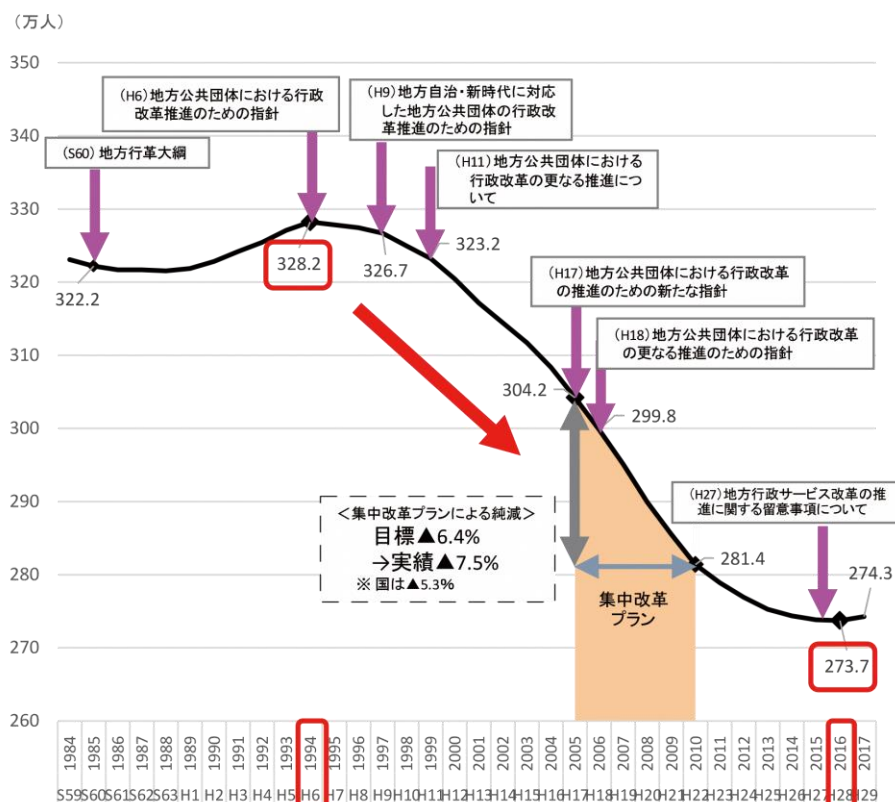 (万人)
350
340
330
320
310
300
290
280
270
260
(S60) 地方行革大綱
(H6)地方公共団体における行政
改革推進のための指針
(H9)地方自治・新時代に対応
した地方公共団体の行政改
革推進のための指針
(H11)地方公共団体における
行政改革の更なる推進につ
いて
(H17)地方公共団体における行政改革
の推進のための新たな指針
(H18)地方公共団体における行政改革
の更なる推進のための指針
(H27)地方行政サービス改革の推
進に関する留意事項について
322.2
328.2
326.7
323.2
304.2
299.8
281.4
274.3
273.7
<集中改革プランによる純減>
目標▲6.4%
→実績▲7.5%
※ 国は▲5.3%
集中改革
プラン
1984 1985 1986 1987 1988 1989 1990 1991 1992 1993 1994 1995 1996 1997 1998 1999 2000 2001 2002 2003 2004 2005 2006 2007 2008 2009 2010 2011 2012 2013 2014 2015 2016 2017
S59 S60 S61 S62 S63 H1 H2 H3 H4 H5 H6 H7 H8 H9 H10 H11 H12 H13 H14 H15 H16 H17 H18 H19 H20 H21 H22 H23 H24 H25 H26 H27 H28 H29